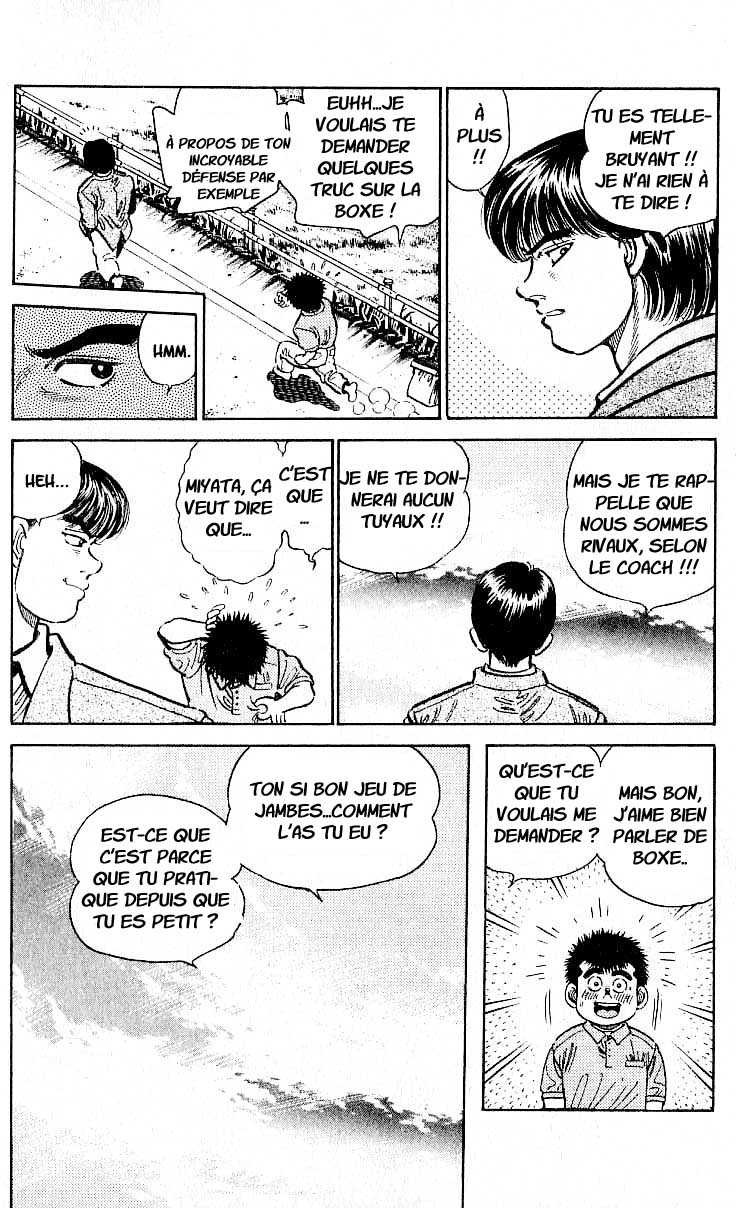 TU ES TELLE-
MENT
BRUYANT !!
JE N'AI RIEN À
TE DIRE !
À
PLUS
!!
EUHH...JE
VOULAIS TE
DEMANDER
QUELQUES
TRUC SUR LA
BOXE !
À PROPOS DE TON
INCROYABLE
DÉFENSE PAR
EXEMPLE
HMM.
MAIS JE TE RAP-
PELLE QUE
NOUS SOMMES
RIVAUX, SELON
LE COACH !!!
JE NE TE DON-
NERAI AUCUN
TUYAUX !!
C'EST
QUE
...
MIYATA, ÇA
VEUT DIRE
QUE...
HEH...
MAIS BON,
J'AIME BIEN
PARLER DE
BOXE..
QU'EST-CE
QUE TU
VOULAIS ME
DEMANDER ?
TON SI BON JEU DE
JAMBES...COMMENT
L'AS TU EU ?
EST-CE QUE
C'EST PARCE
QUE TU PRATI-
QUE DEPUIS QUE
TU ES PETIT ?